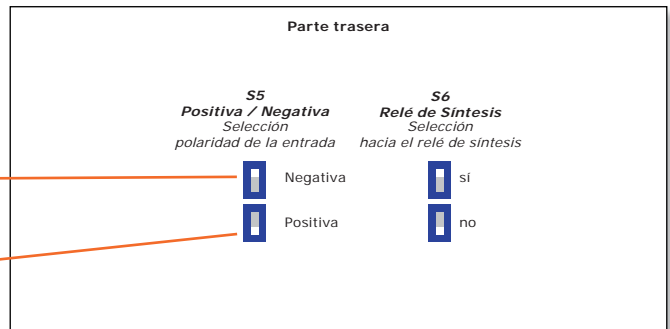 Parte trasera
S5
Positiva / Negativa
Selección
polaridad de la entrada
S6
Relé de Síntesis
Selección
hacia el relé de síntesis
Negativa
sí
Positiva
no